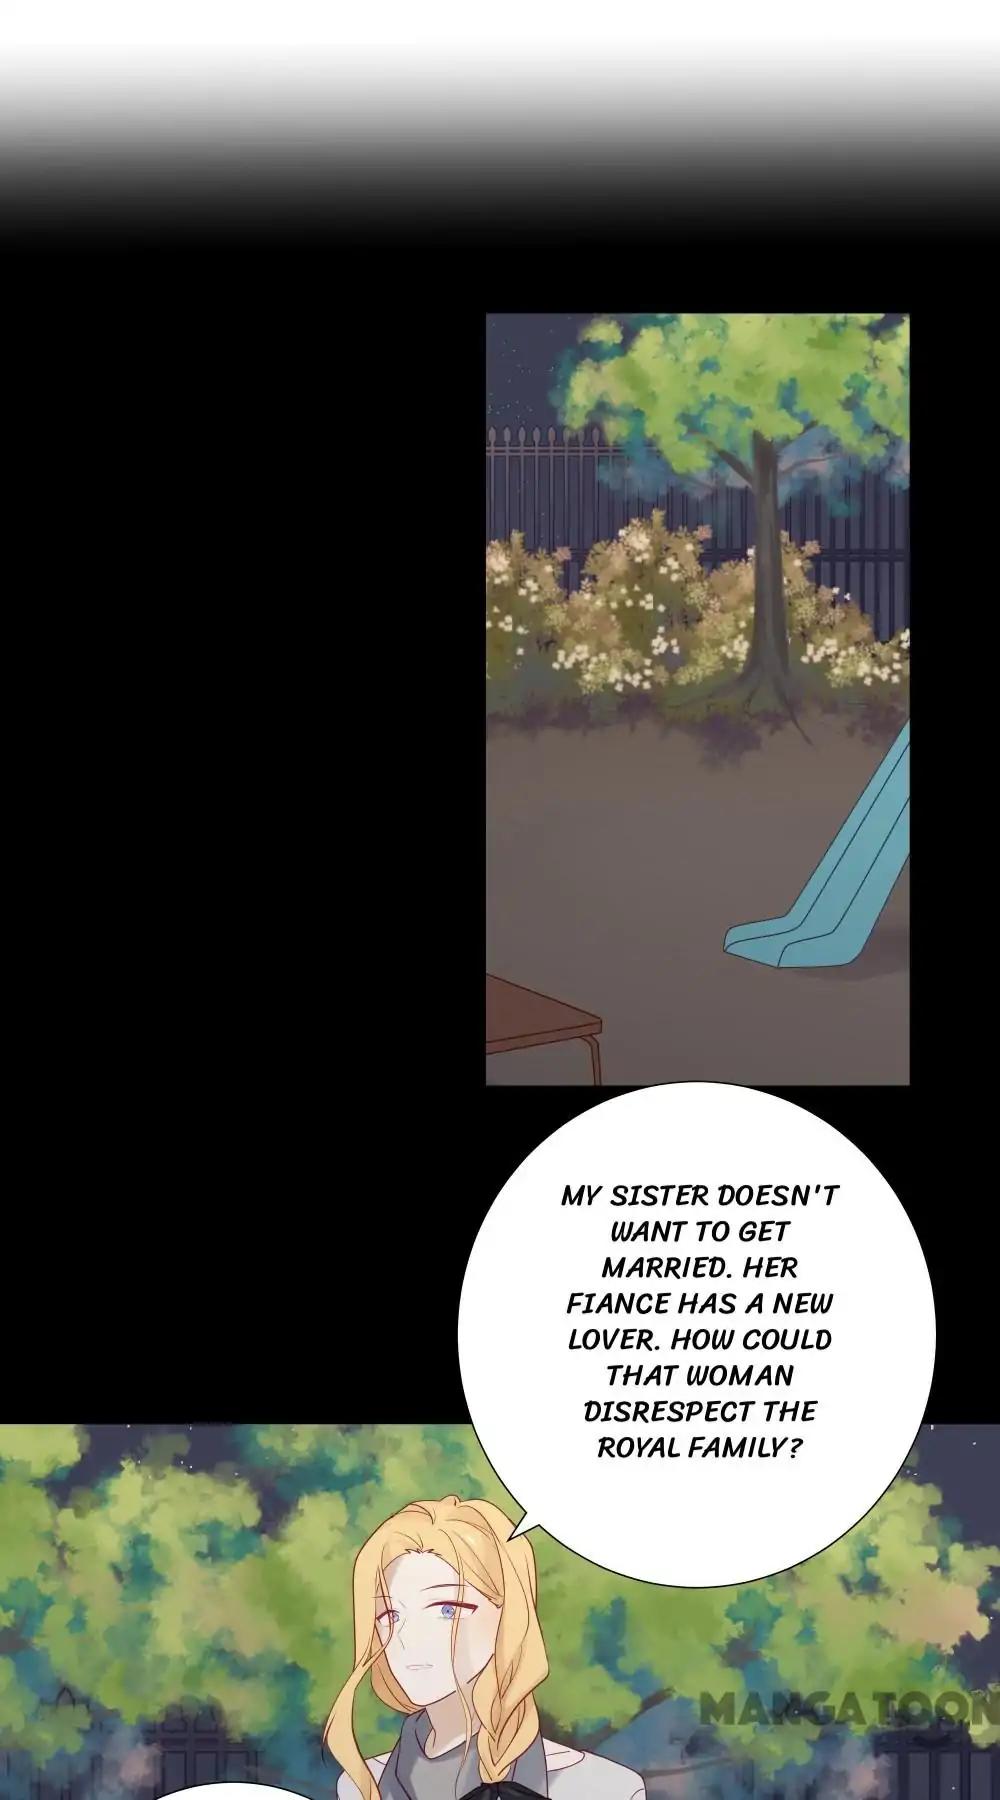 MY SISTER DOESN'T
WANT TO GET
MARRIED. HER
FIANCE HAS A NEW
LOVER. HOW COULD
THAT WOMAN
DISRESPECT THE
ROYAL FAMILY?
MANGATOON